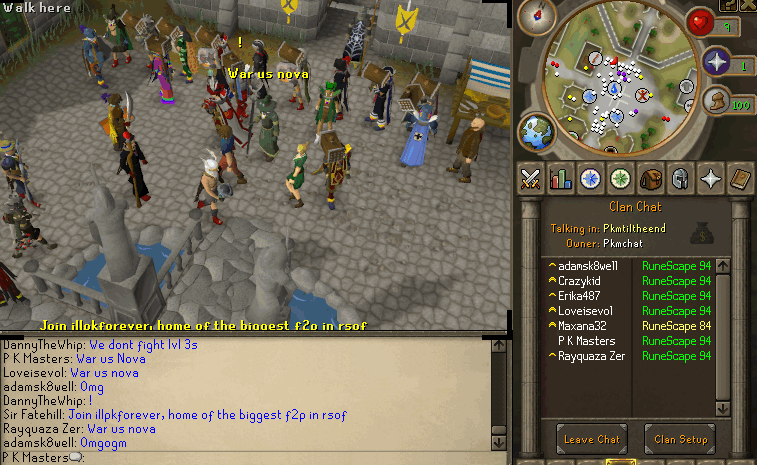 Walk here
!
War us nova
Join illpkforever, home of the biggest f2p in rsof
DannyTheWhip: We dont fight lvl 3s
P K Masters: War us Nova
Loveisevol: War us nova
adamsk8well: Omg
DannyTheWhip: !
Sir Fatehill: Join illpkforever, home of the biggest f2p in rsof
Rayquaza Zer: War us nova
adamsk8well: Omgogm
P K Masters:
9
1
100
Clan Chat
Talking in: Pkmtiltheend
Owner: Pkmchat
adamsk8well RuneScape 94
Crazykid RuneScape 94
Erika487 RuneScape 94
Loveisevol RuneScape 94
Maxana32 RuneScape 84
P K Masters RuneScape 94
Rayquaza Zer RuneScape 94
Leave Chat
Clan Setup